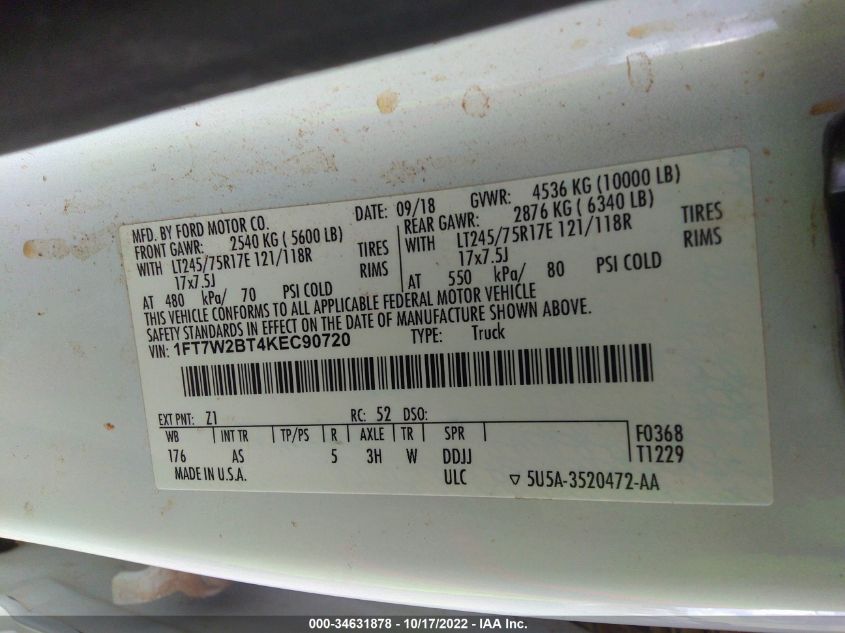 MFD. BY FORD MOTOR CO.
DATE: 09/18 GVWR: 4536 KG (10000 LB)
FRONT GAWR: 2540 KG ( 5600 LB)
WITH LT245/75R17E 121/118R TIRES
17x7.5J RIMS
AT 480 kPa/ 70 PSI COLD
REAR GAWR: 2876 KG ( 6340 LB)
WITH LT245/75R17E 121/118R TIRES
17x7.5J RIMS
AT 550 kPa/ 80 PSI COLD
THIS VEHICLE CONFORMS TO ALL APPLICABLE FEDERAL MOTOR VEHICLE
SAFETY STANDARDS IN EFFECT ON THE DATE OF MANUFACTURE SHOWN ABOVE.
VIN: 1FT7W2BT4KEC90720 TYPE: Truck
EXT PNT: Z1 RC: 52 DSO:
WB INT TR TP/PS R AXLE TR SPR F0368
176 AS 5 3H W DDJJ T1229
MADE IN U.S.A. ULC ▽ 5U5A-3520472-AA
000-34631878 - 10/17/2022 - IAA Inc.